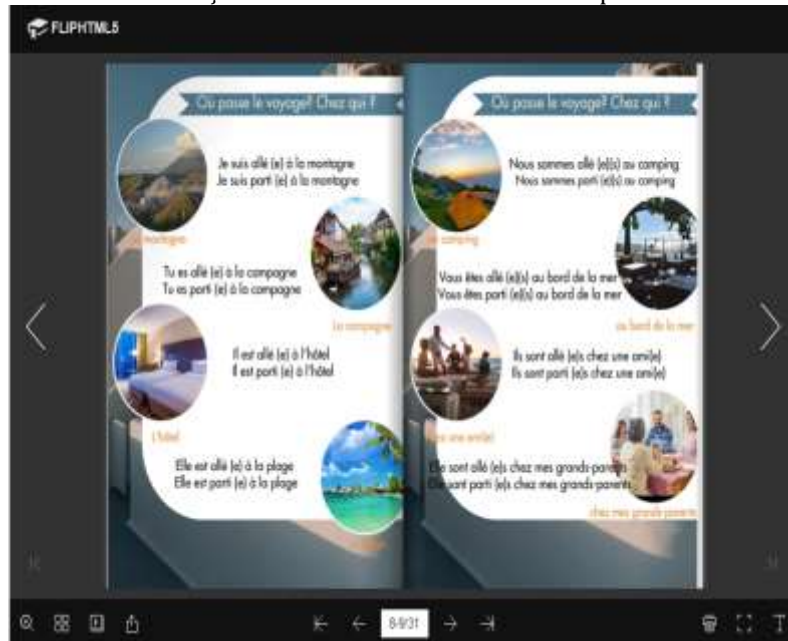 FLIPHTML5
Où passe le voyage? Chez qui ?
Je suis allé (e) à la montagne
Je suis parti (e) à la montagne
La montagne
Tu es allé (e) à la campagne
Tu es parti (e) à la campagne
La campagne
Il est allé (e) à l'hôtel
Il est parti (e) à l'hôtel
L'hôtel
Elle est allé (e) à la plage
Elle est parti (e) à la plage
Où passe le voyage? Chez qui ?
Nous sommes allé (e)(s) au camping
Nous sommes parti (e)(s) au camping
camping
Vous êtes allé (e)(s) au bord de la mer
Vous êtes parti (e)(s) au bord de la mer
au bord de la mer
Ils sont allé (e)s chez une ami(e)
Ils sont parti (e)s chez une ami(e)
une ami(e)
Elle sont allé (e)s chez mes grands-parents
Elle sont parti (e)s chez mes grands-parents
chez mes grands-parents
8-9/31